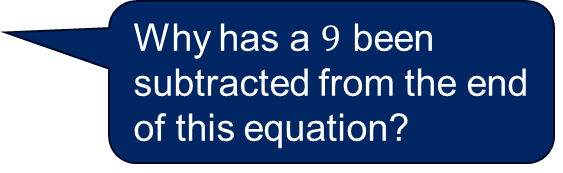 Why has a 9 been
subtracted from the end
of this equation?